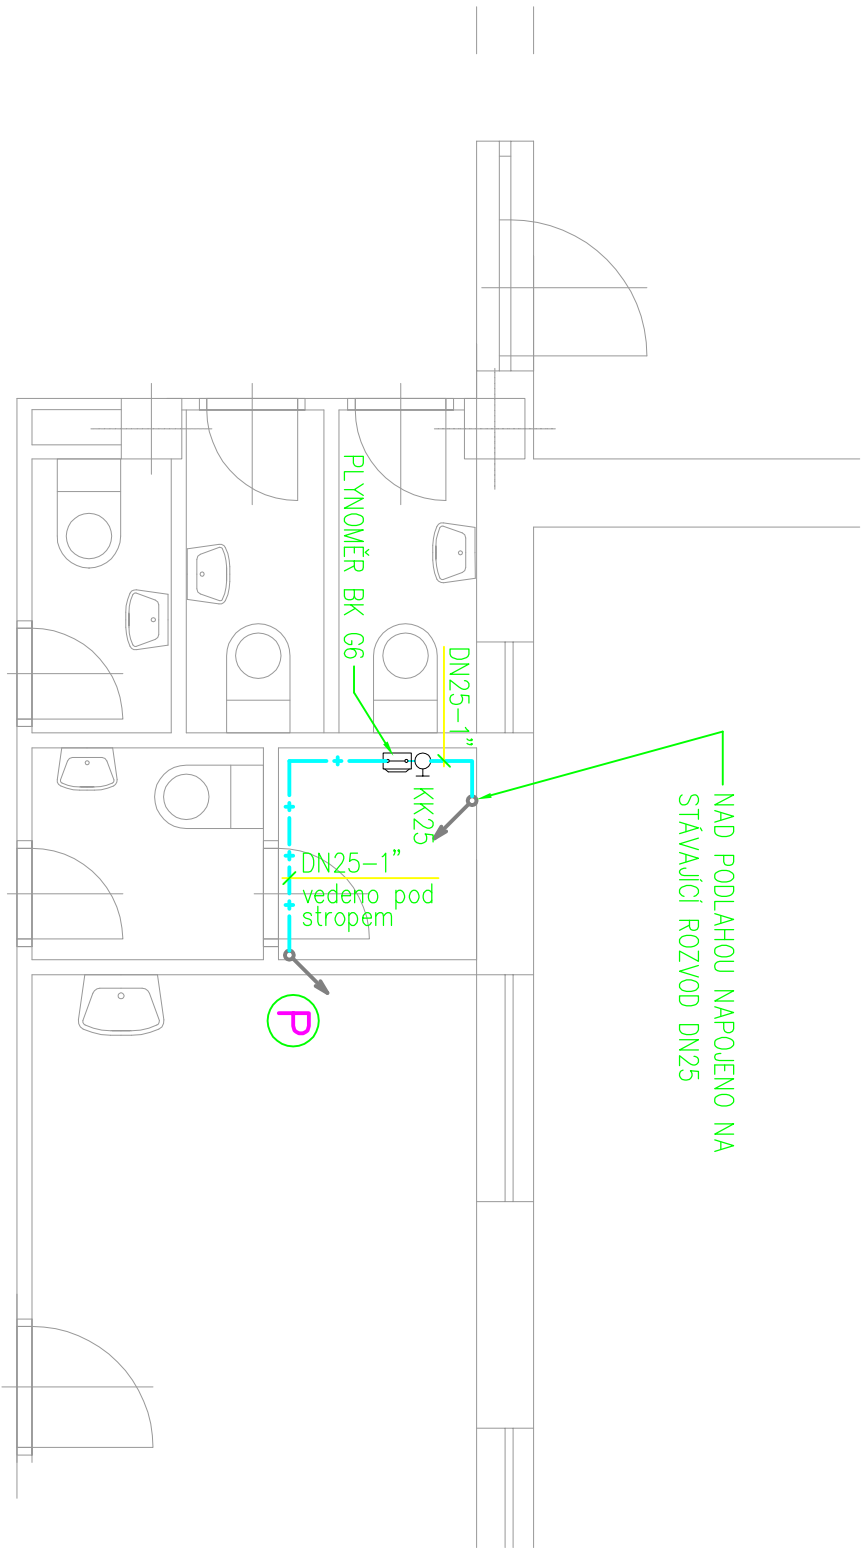 PLYNOMĚR BK G6
DN25-1"
KK25
NAD PODLAHOU NAPOJENO NA
STÁVAJÍCÍ ROZVOD DN25
DN25-1"
vedeno pod
stropem
P